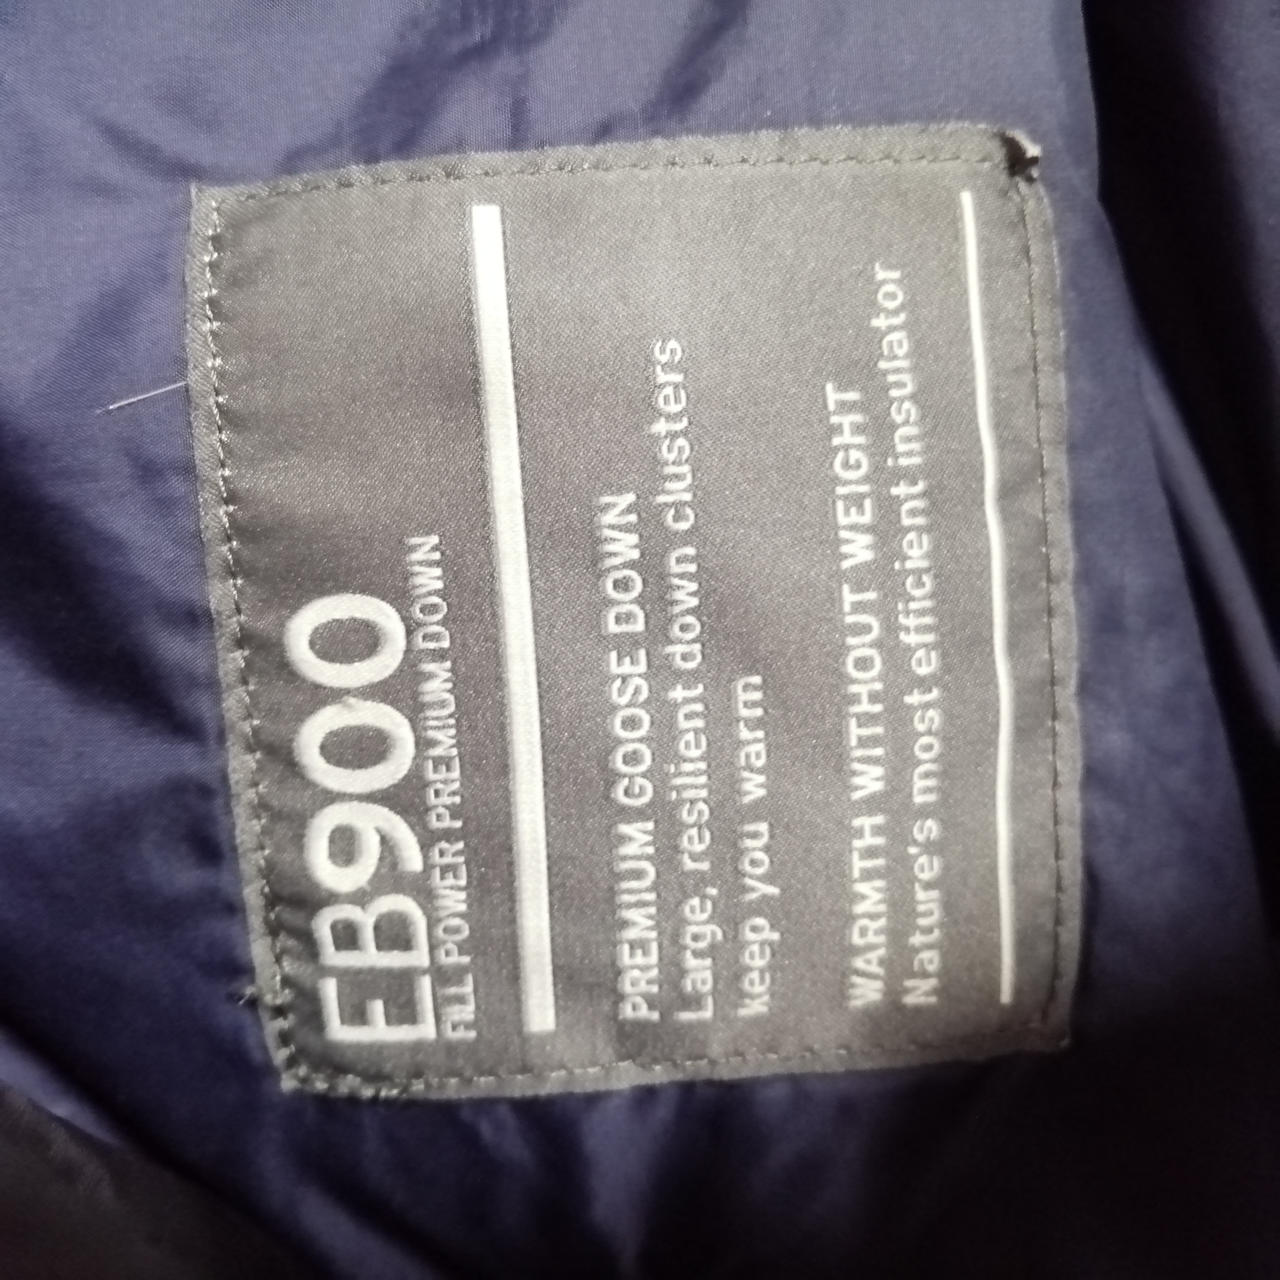 EB900
FILL POWER PREMIUM DOWN
PREMIUM GOOSE DOWN
Large, resilient down clusters
keep you warm
WARMTH WITHOUT WEIGHT
Nature's most efficient insulator